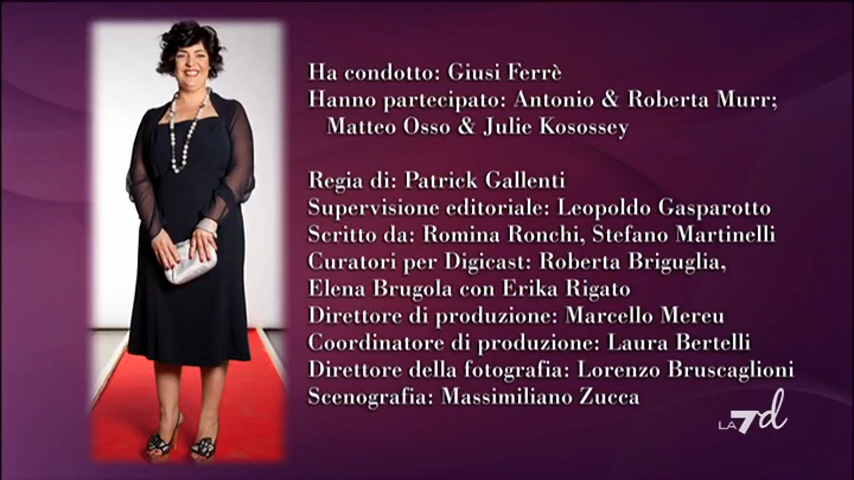 Ha condotto: Giusi Ferrè
Hanno partecipato: Antonio & Roberta Murr;
Matteo Osso & Julie Kosossey
Regia di: Patrick Gallenti
Supervisione editoriale: Leopoldo Gasparotto
Scritto da: Romina Ronchi, Stefano Martinelli
Curatori per Digicast: Roberta Briguglia,
Elena Brugola con Erika Rigato
Direttore di produzione: Marcello Mereu
Coordinatore di produzione: Laura Bertelli
Direttore della fotografia: Lorenzo Bruscaglioni
Scenografia: Massimiliano Zucca
LA7d